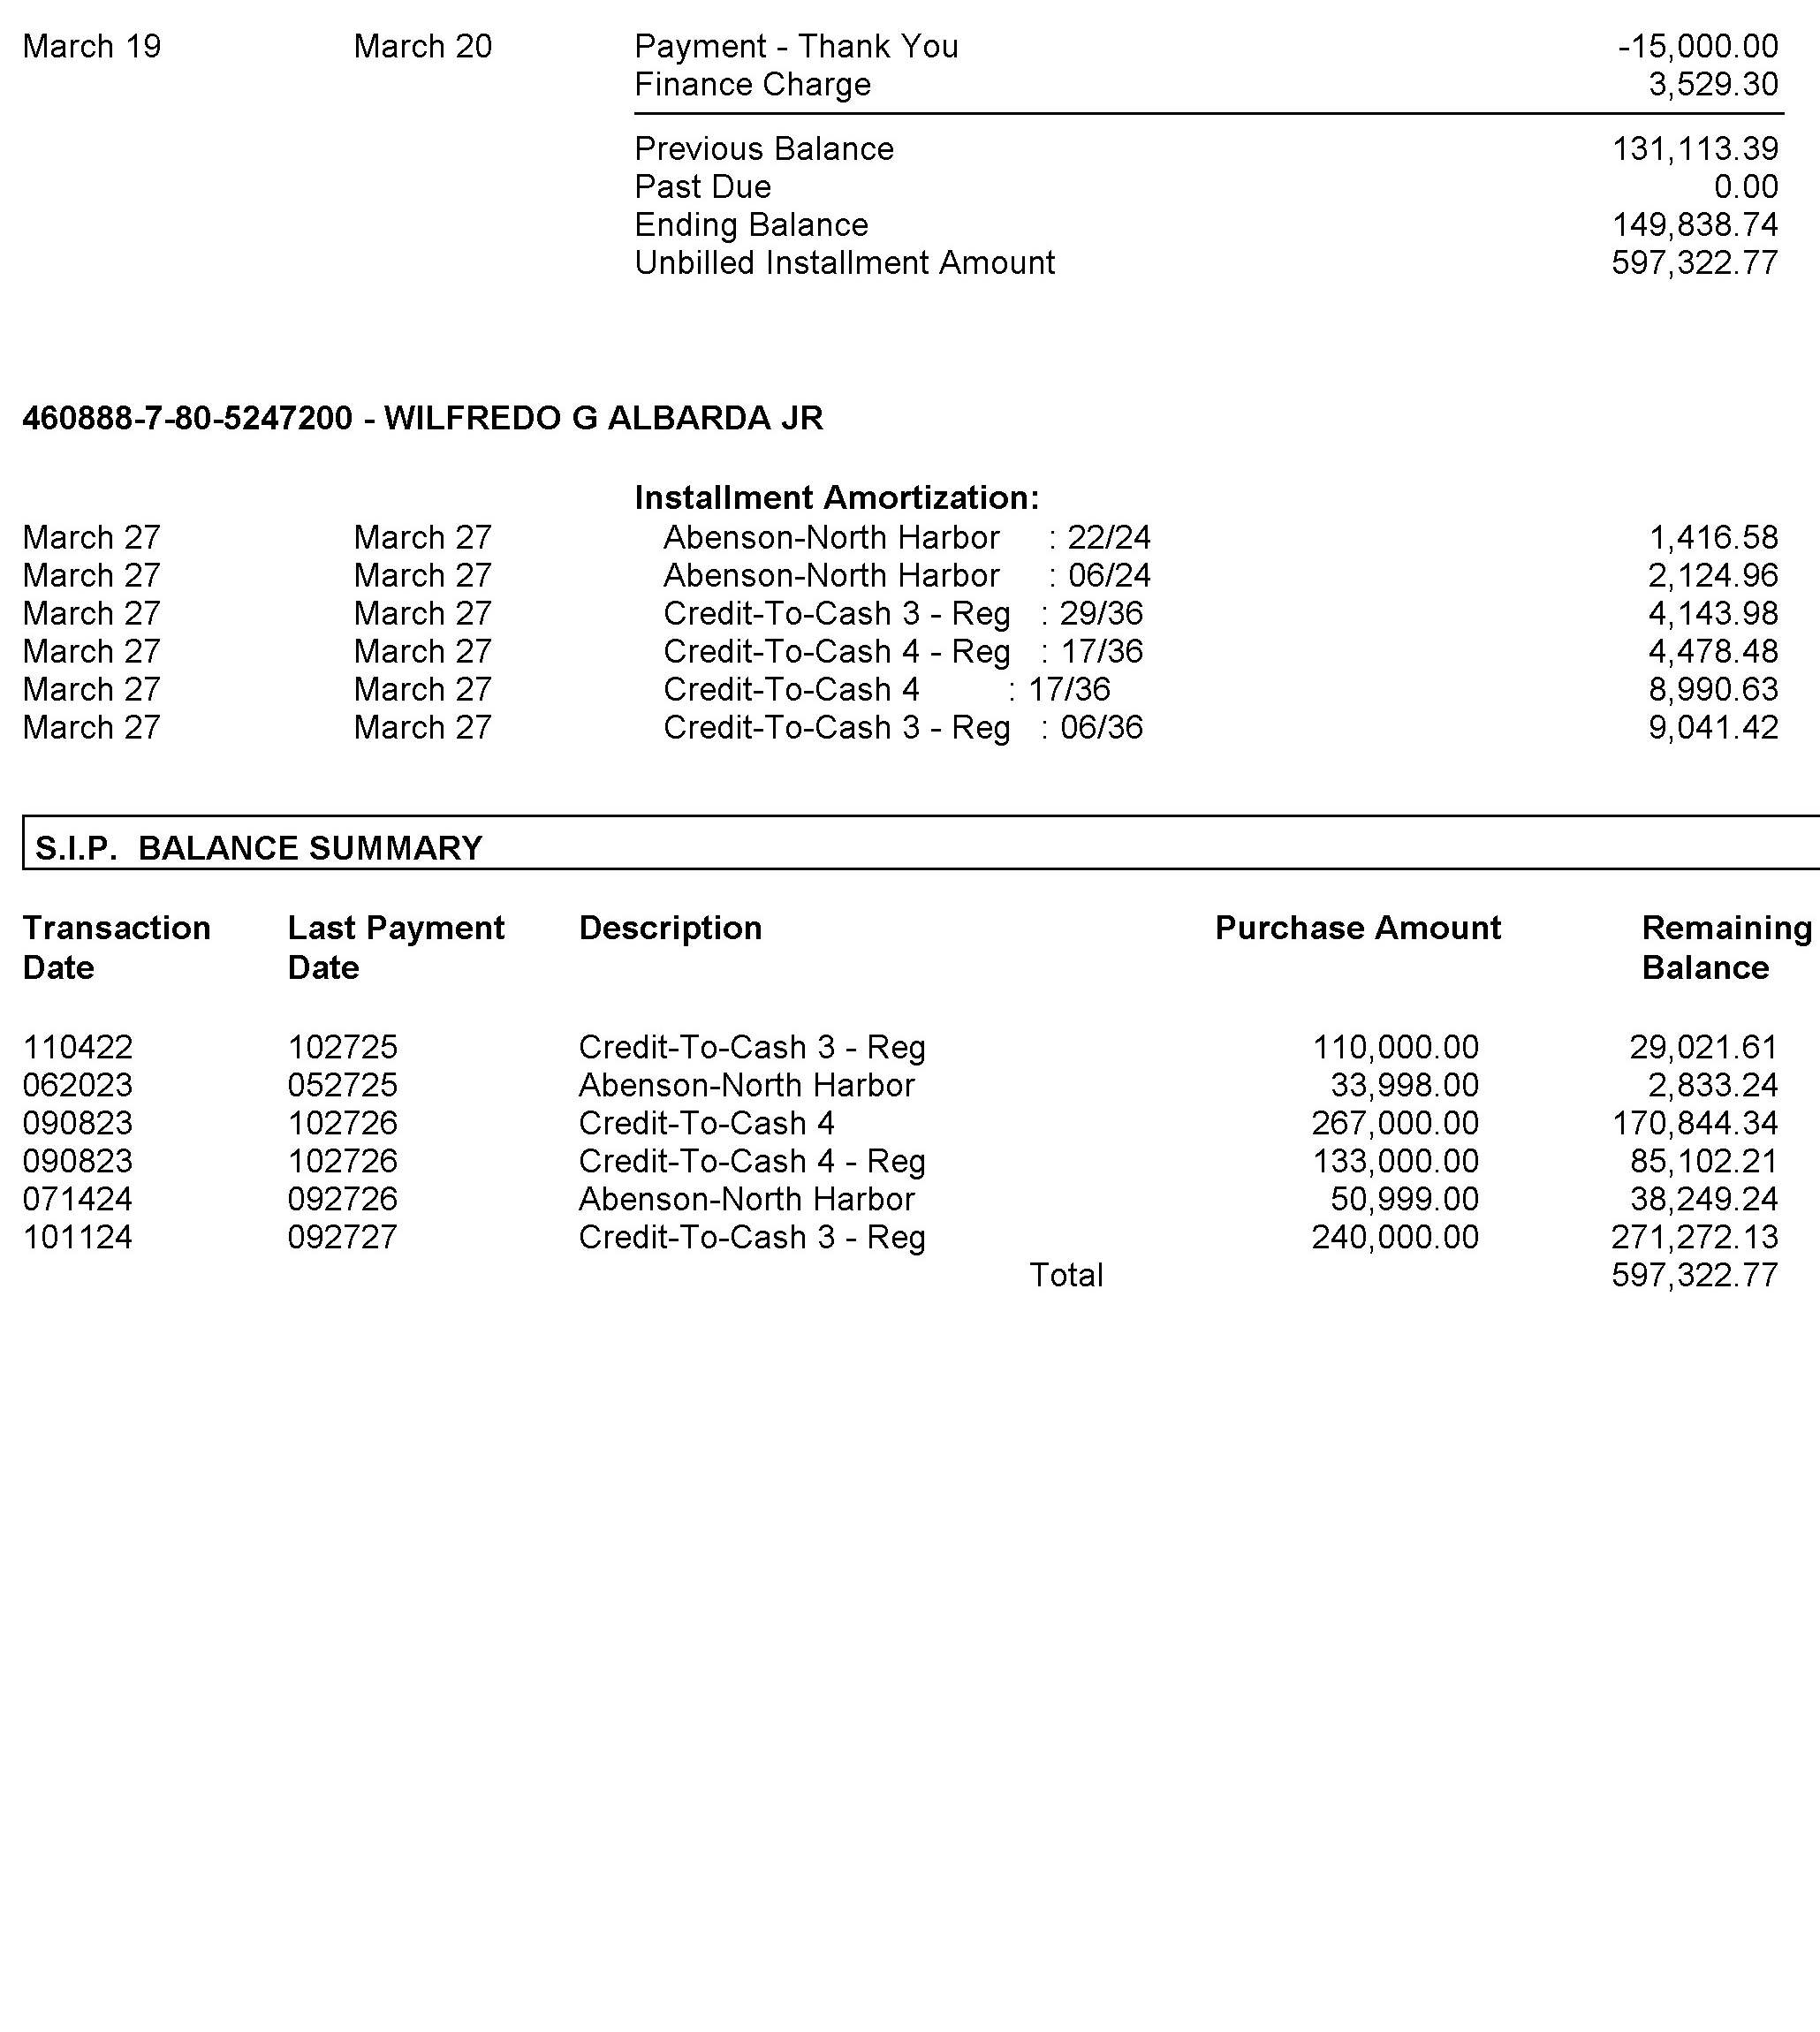 March 19 March 20 Payment - Thank You -15,000.00
Finance Charge 3,529.30
Previous Balance 131,113.39
Past Due 0.00
Ending Balance 149,838.74
Unbilled Installment Amount 597,322.77
460888-7-80-5247200 - WILFREDO G ALBARDA JR
Installment Amortization:
March 27 March 27 Abenson-North Harbor : 22/24 1,416.58
March 27 March 27 Abenson-North Harbor : 06/24 2,124.96
March 27 March 27 Credit-To-Cash 3 - Reg : 29/36 4,143.98
March 27 March 27 Credit-To-Cash 4 - Reg : 17/36 4,478.48
March 27 March 27 Credit-To-Cash 4 : 17/36 8,990.63
March 27 March 27 Credit-To-Cash 3 - Reg : 06/36 9,041.42
S.I.P. BALANCE SUMMARY
Transaction Last Payment Description Purchase Amount Remaining
Date Date Balance
110422 102725 Credit-To-Cash 3 - Reg 110,000.00 29,021.61
062023 052725 Abenson-North Harbor 33,998.00 2,833.24
090823 102726 Credit-To-Cash 4 267,000.00 170,844.34
090823 102726 Credit-To-Cash 4 - Reg 133,000.00 85,102.21
071424 092726 Abenson-North Harbor 50,999.00 38,249.24
101124 092727 Credit-To-Cash 3 - Reg 240,000.00 271,272.13
Total 597,322.77